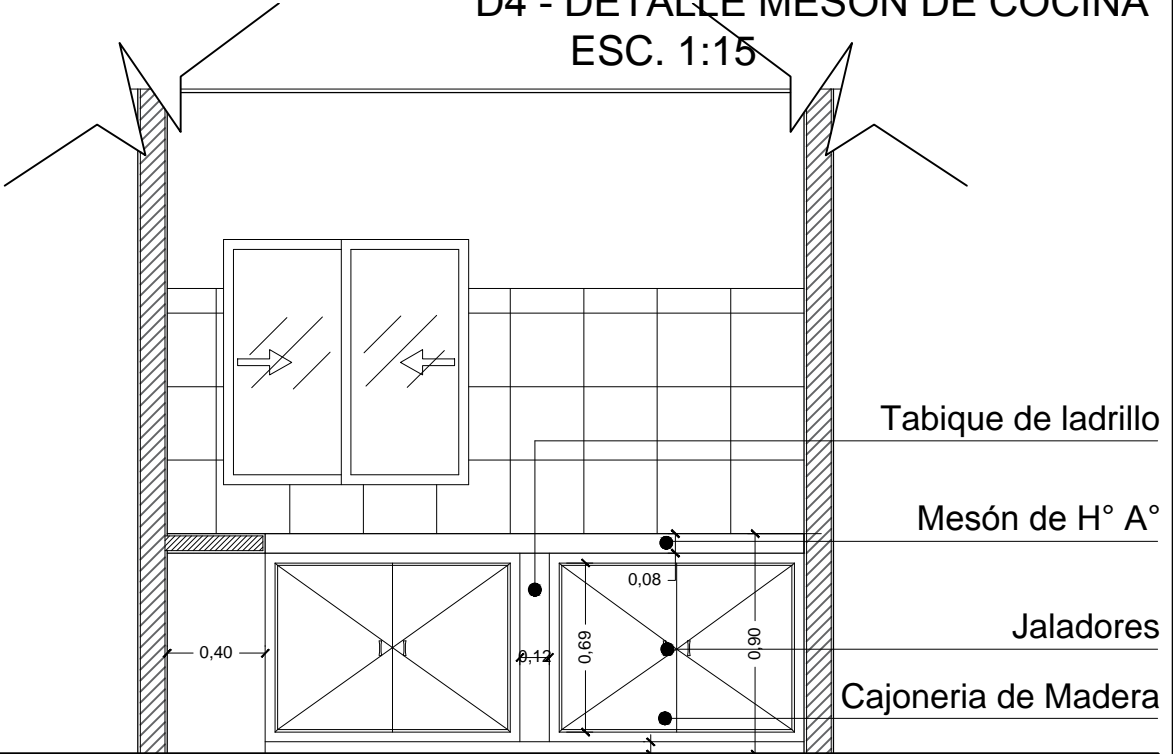 D4 - DETALLE MESÓN DE COCINA
ESC. 1:15
Tabique de ladrillo
Mesón de H° A°
0,08
Jaladores
0,40
0,12
0,69
0,90
Cajoneria de Madera